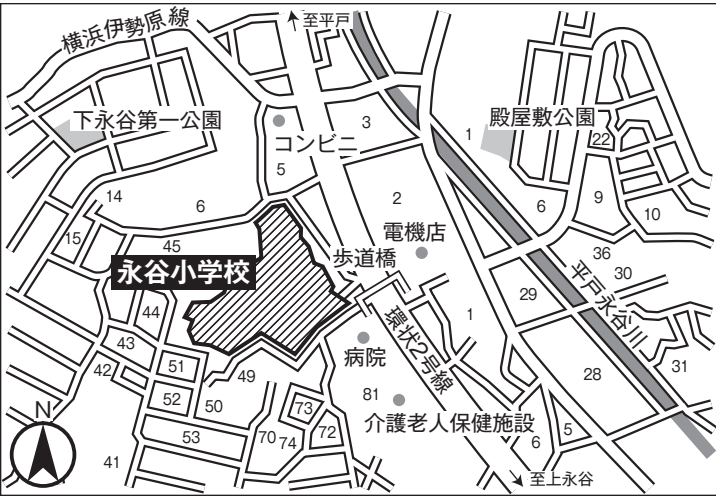 至平戸
横浜伊勢原線
下永谷第一公園
コンビニ
3
1
殿屋敷公園
22
5
14
6
2
6
9
10
15
45
電機店
歩道橋
36
30
永谷小学校
平戸永谷川
44
29
1
環状2号線
43
病院
42
51
49
31
28
52
50
81
73
介護老人保健施設
53
70
74
72
6
5
N
41
至上永谷